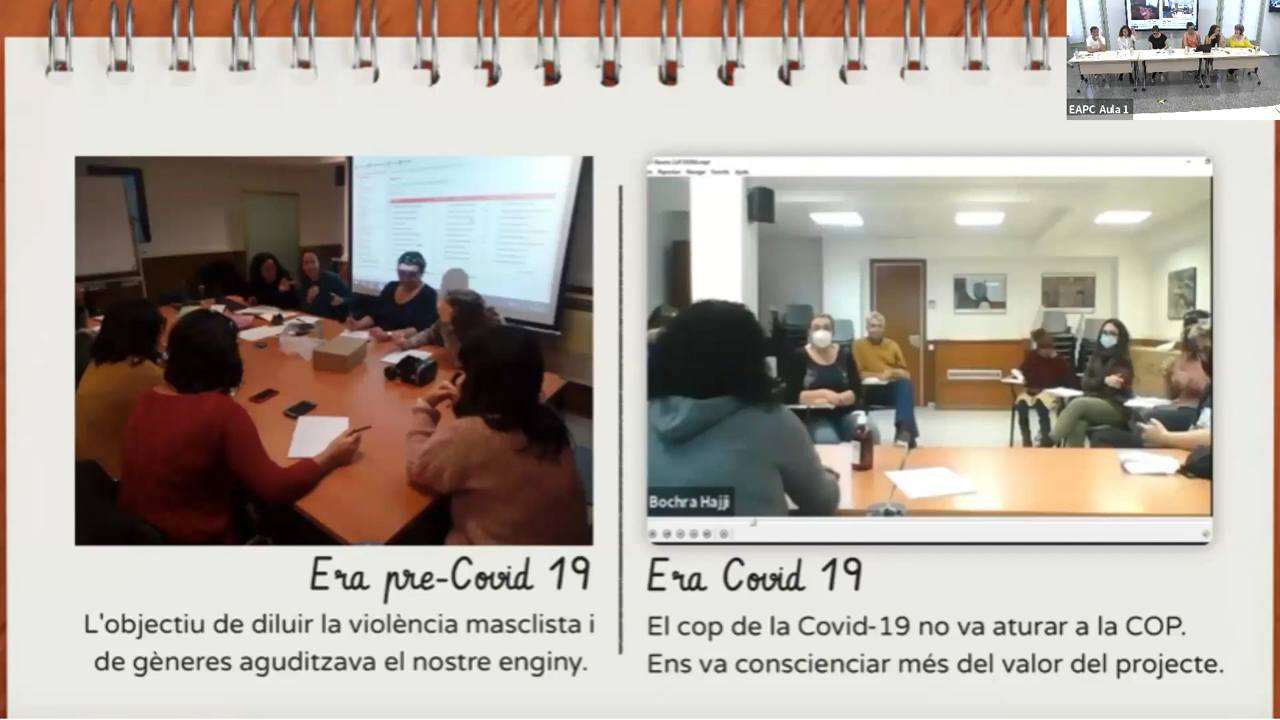 EAPC Aula 1
Bochra Hajji
Era pre-Covid 19
L'objectiu de diluir la violència masclista i
de gèneres aguditzava el nostre enginy.
Era Covid 19
El cop de la Covid-19 no va aturar a la COP.
Ens va conscienciar més del valor del projecte.